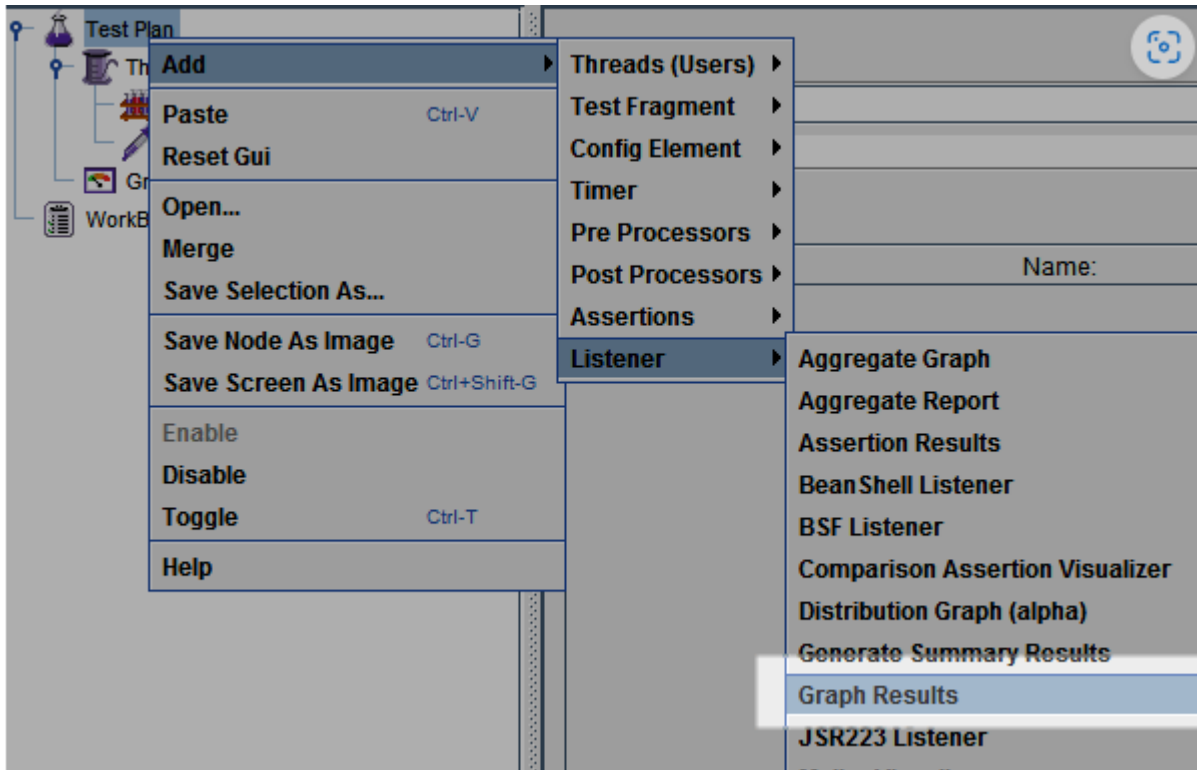 Test Plan
Th
Gr
WorkB
Add
Paste Ctrl-V
Reset Gui
Open...
Merge
Save Selection As...
Save Node As Image Ctrl-G
Save Screen As Image Ctrl+Shift-G
Enable
Disable
Toggle Ctrl-T
Help
Threads (Users)
Test Fragment
Config Element
Timer
Pre Processors
Post Processors
Assertions
Listener
Name:
Aggregate Graph
Aggregate Report
Assertion Results
BeanShell Listener
BSF Listener
Comparison Assertion Visualizer
Distribution Graph (alpha)
Generate Summary Results
Graph Results
JSR223 Listener